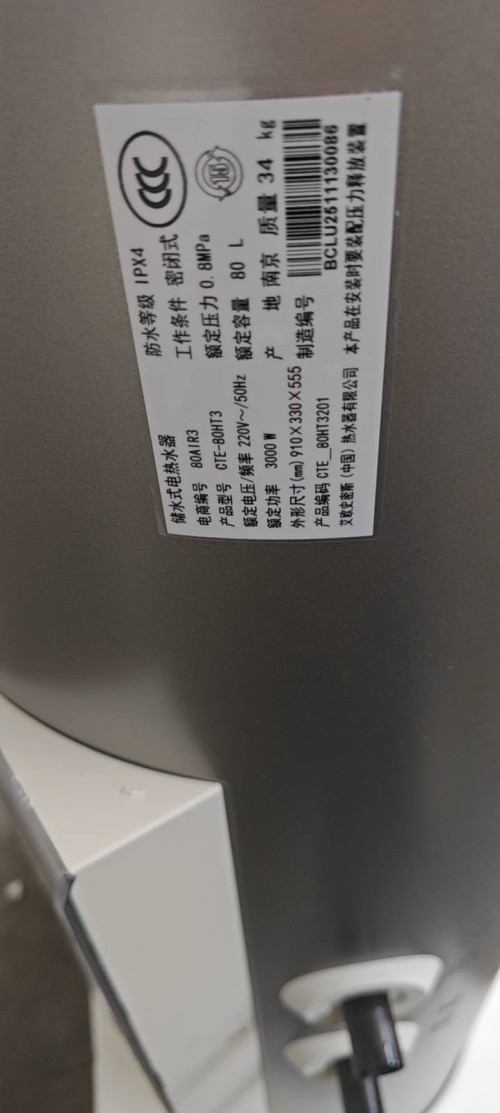 储水式电热水器
电商编号 80AIR3
产品型号 CTE-80HT3
额定电压/频率 220V～/50Hz
额定功率 3000W
外形尺寸(mm) 910×330×555
产品编码 CTE_80HT3201
艾欧史密斯（中国）热水器有限公司
防水等级 IPX4
工作条件 密闭式
额定压力 0.8MPa
额定容量 80 L
产 地 南京 质量 34 kg
制造编号
BCLU2511130086
本产品在安装时要装配压力释放装置
CCC
15